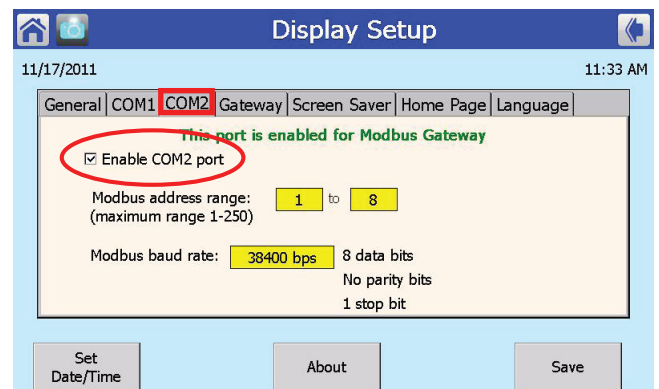 Display Setup
11/17/2011 11:33 AM
General COM1 COM2 Gateway Screen Saver Home Page Language
This port is enabled for Modbus Gateway
Enable COM2 port
Modbus address range: 1 to 8
(maximum range 1-250)
Modbus baud rate: 38400 bps 8 data bits
No parity bits
1 stop bit
Set
Date/Time
About
Save